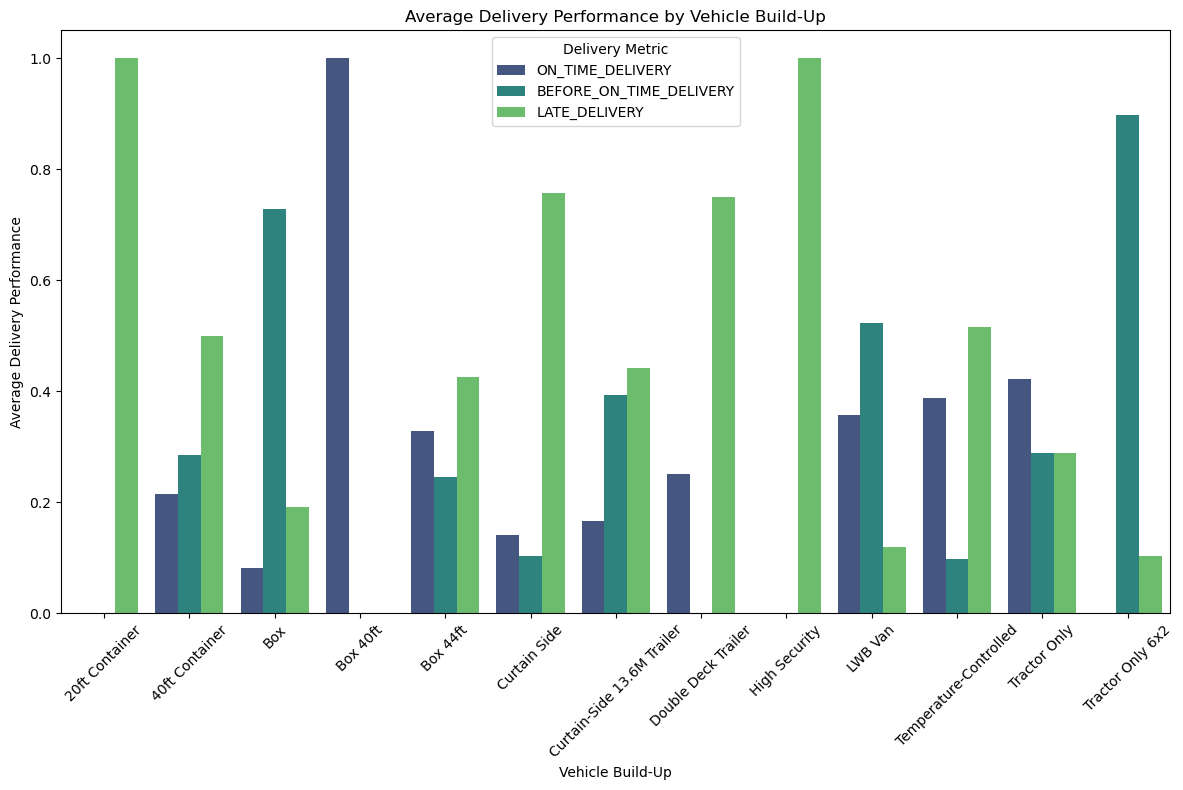 Average Delivery Performance by Vehicle Build-Up
Delivery Metric
ON_TIME_DELIVERY
BEFORE_ON_TIME_DELIVERY
LATE_DELIVERY
Average Delivery Performance
1.0
0.8
0.6
0.4
0.2
0.0
20ft Container
40ft Container
Box
Box 40ft
Box 44ft
Curtain Side
Curtain-Side 13.6M Trailer
Double Deck Trailer
High Security
LWB Van
Temperature-Controlled
Tractor Only
Tractor Only 6x2
Vehicle Build-Up